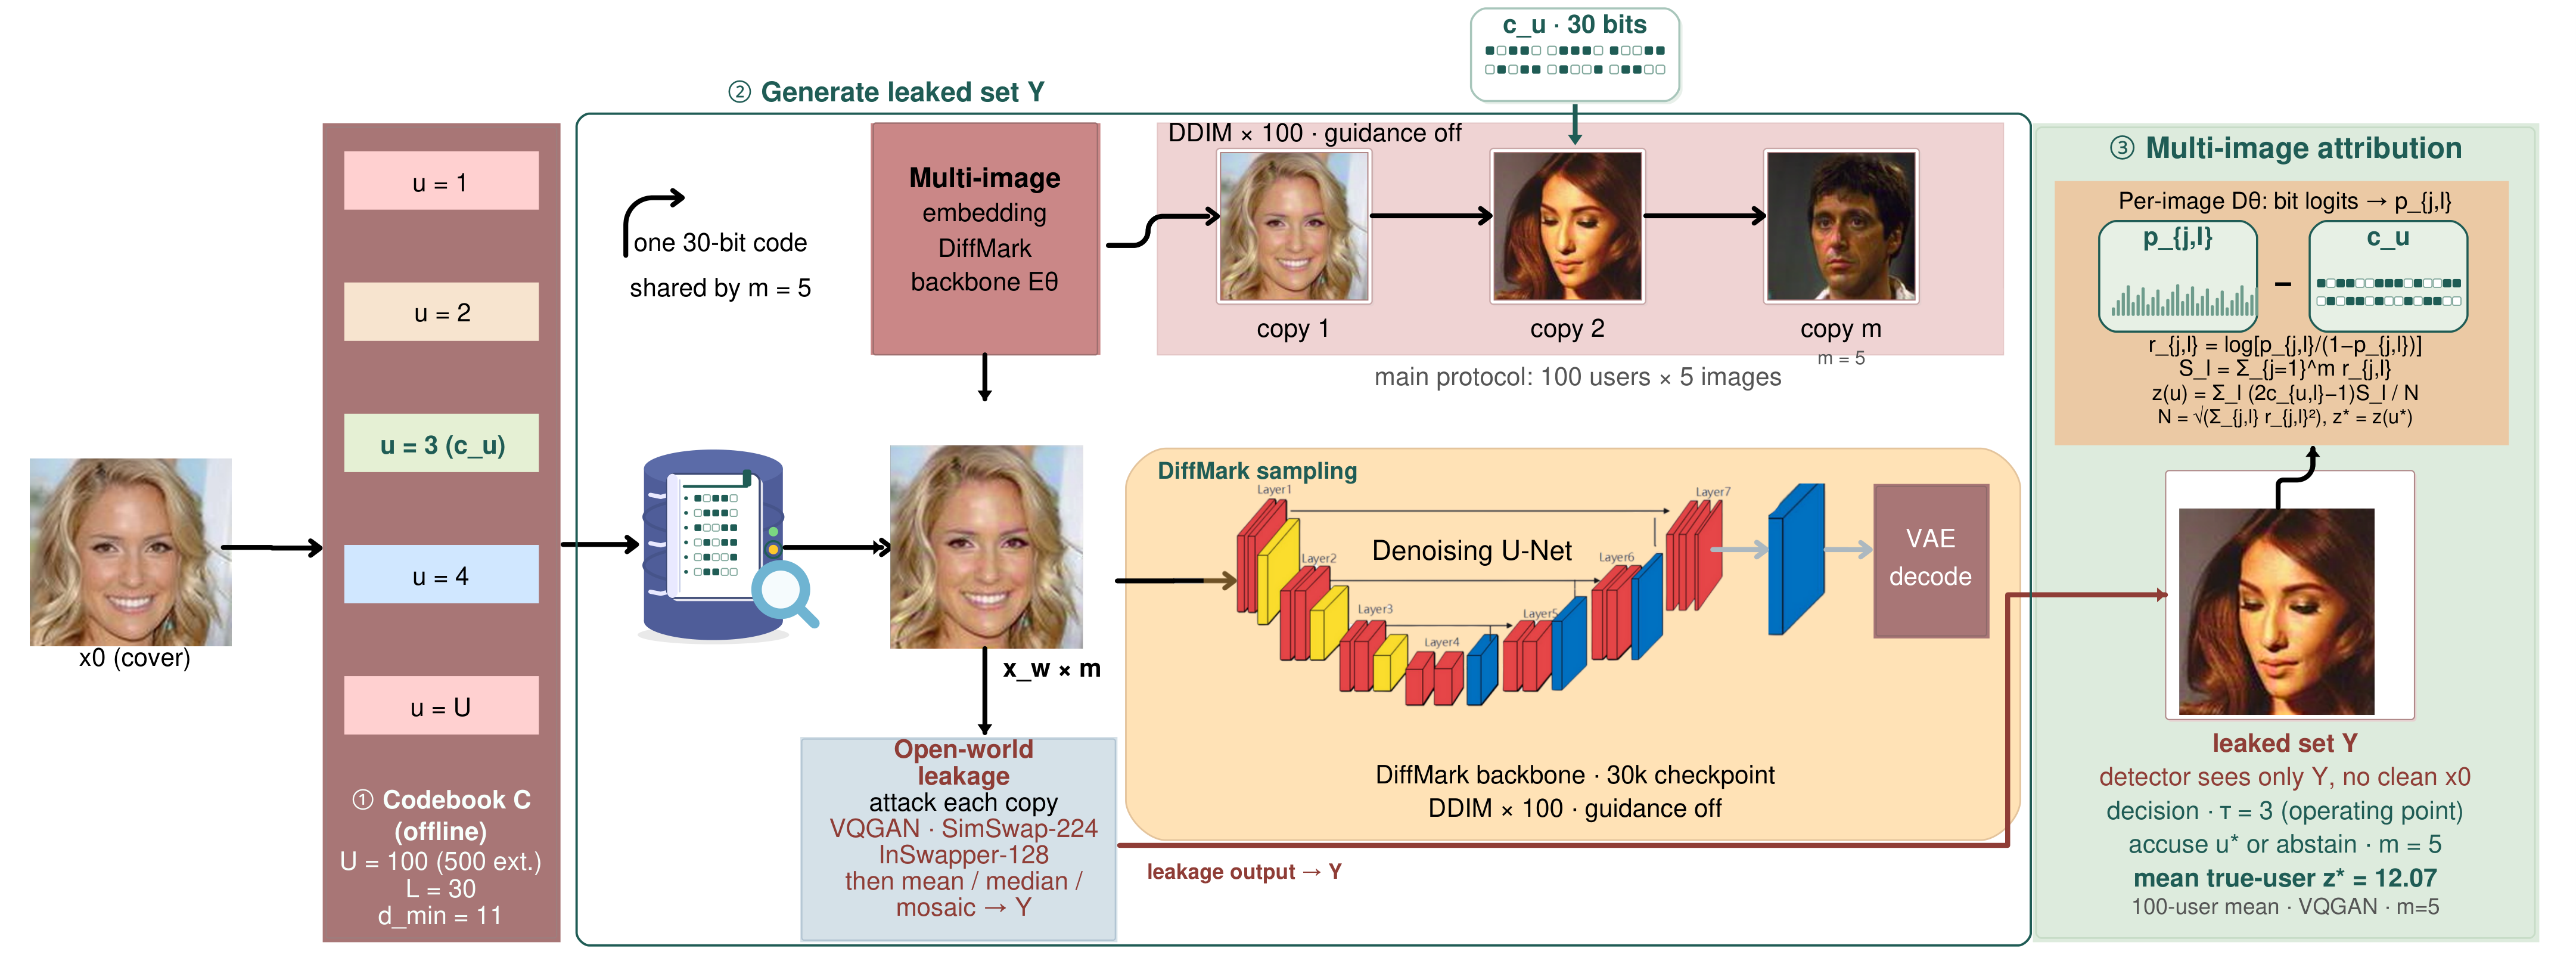 c_u · 30 bits
② Generate leaked set Y
u = 1
u = 2
u = 3 (c_u)
u = 4
u = U
① Codebook C
(offline)
U = 100 (500 ext.)
L = 30
d_min = 11
x0 (cover)
one 30-bit code
shared by m = 5
Multi-image
embedding
DiffMark
backbone Eθ
DDIM × 100 · guidance off
copy 1
copy 2
copy m
m = 5
main protocol: 100 users × 5 images
x_w × m
Open-world
leakage
attack each copy
VQGAN · SimSwap-224
InSwapper-128
then mean / median /
mosaic → Y
DiffMark sampling
Layer1
Layer2
Layer3
Layer4
Layer5
Layer6
Layer7
Denoising U-Net
VAE
decode
DiffMark backbone · 30k checkpoint
DDIM × 100 · guidance off
leakage output → Y
③ Multi-image attribution
Per-image Dθ: bit logits → p_{j,l}
p_{j,l}
–
c_u
r_{j,l} = log[p_{j,l}/(1−p_{j,l})]
S_l = Σ_{j=1}^m r_{j,l}
z(u) = Σ_l (2c_{u,l}−1)S_l / N
N = √(Σ_{j,l} r_{j,l}²), z* = z(u*)
leaked set Y
detector sees only Y, no clean x0
decision · τ = 3 (operating point)
accuse u* or abstain · m = 5
mean true-user z* = 12.07
100-user mean · VQGAN · m=5